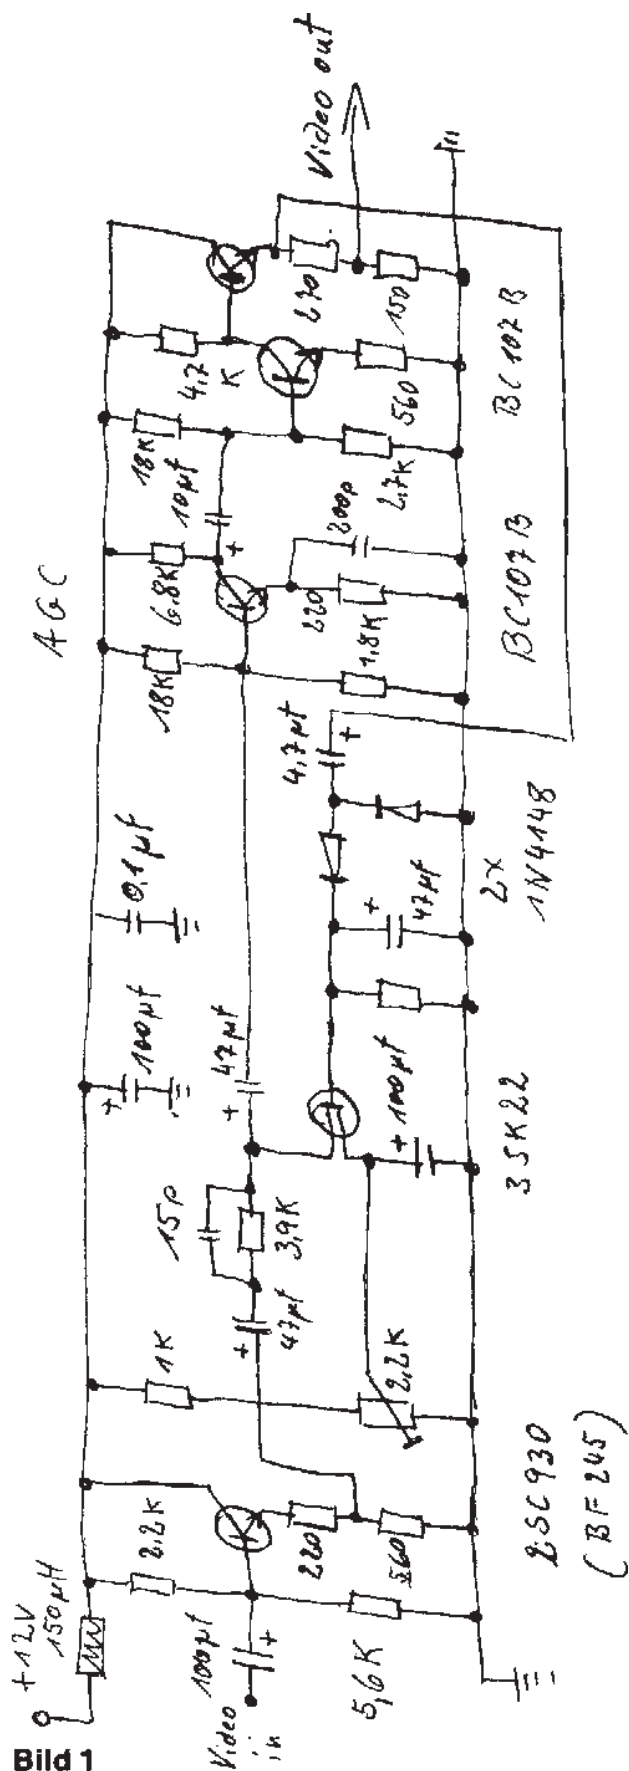 Bild 1
+12V
150µH
Video
in
100µf
+
2.2K
5,6K
220
560
1K
2,2K
+
47µf
15p
3,9K
+
47µf
+
100µf
+
100µf
0.1µf
+
47µf
4,7µf
+
AGC
18K
1.8K
6.8K
220
200p
10µf
+
18K
2.7K
4,7
K
560
270
150
Video out
2SC930
(BF245)
3SK22
2x
1N4148
BC107B
BC107B